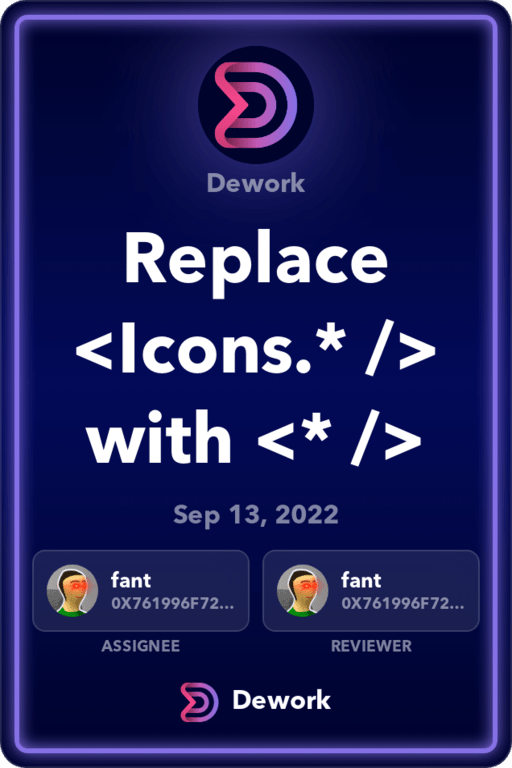 Dework
Replace
<Icons.* />
with <* />
Sep 13, 2022
fant
0X761996F72...
ASSIGNEE
fant
0X761996F72...
REVIEWER
Dework